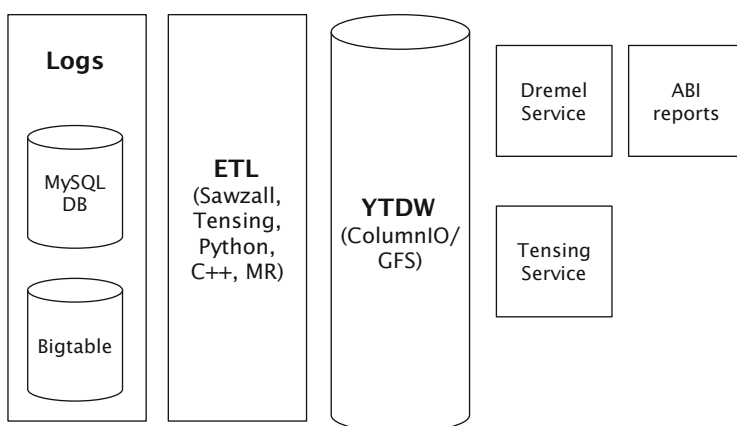 Logs
MySQL
DB
Bigtable
ETL
(Sawzall,
Tensing,
Python,
C++, MR)
YTDW
(ColumnIO/
GFS)
Dremel
Service
ABI
reports
Tensing
Service